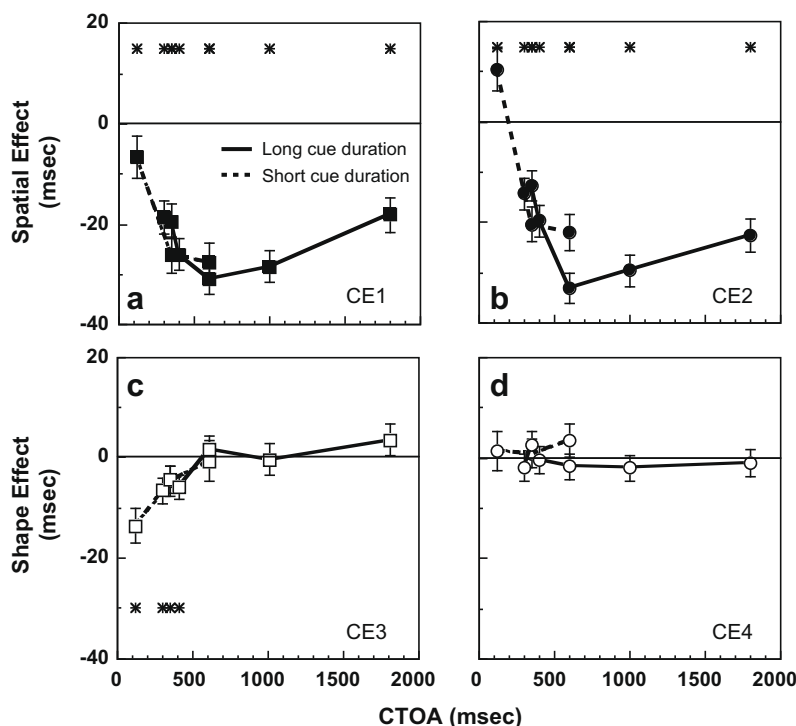 20
0
-20
-40
Spatial Effect
(msec)
Long cue duration
Short cue duration
a
CE1
b
CE2
20
0
-20
-40
Shape Effect
(msec)
c
CE3
d
CE4
0 500 1000 1500 2000
0 500 1000 1500 2000
CTOA (msec)